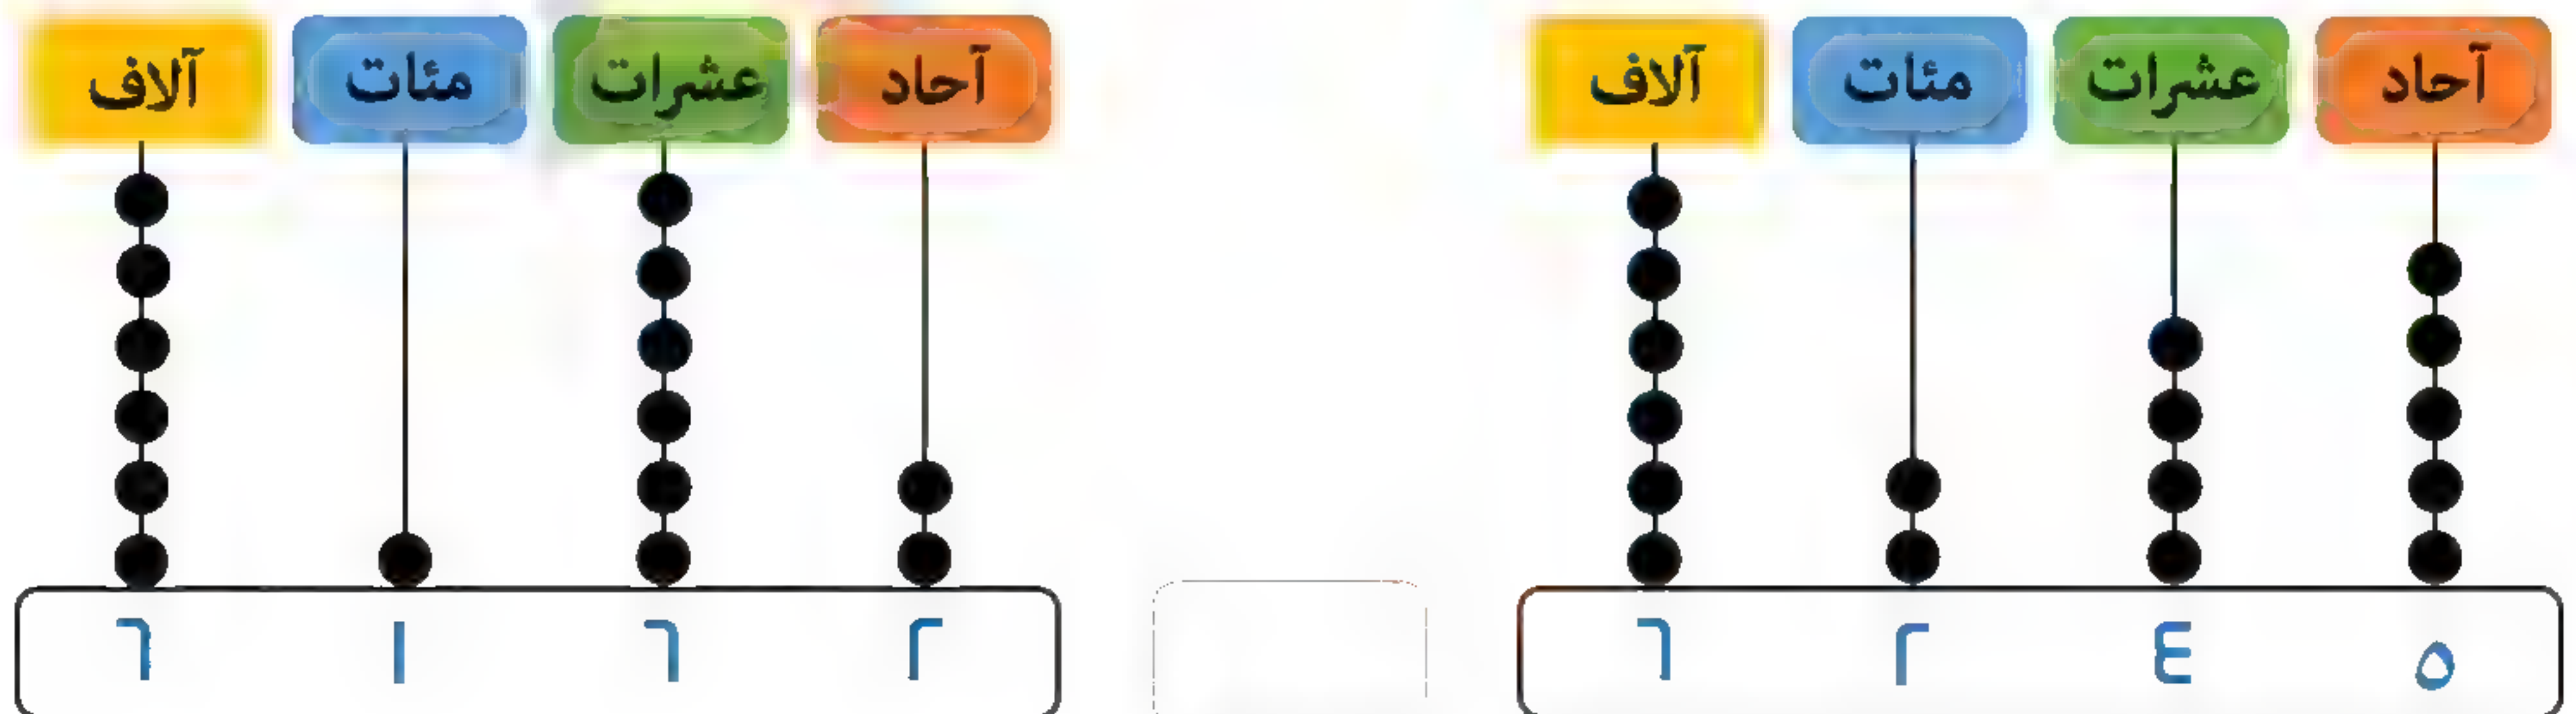 آحاد عشرات مئات آلاف
آحاد عشرات مئات آلاف
٦ ٢ ٤ ٥
٦ ١ ٦ ٢